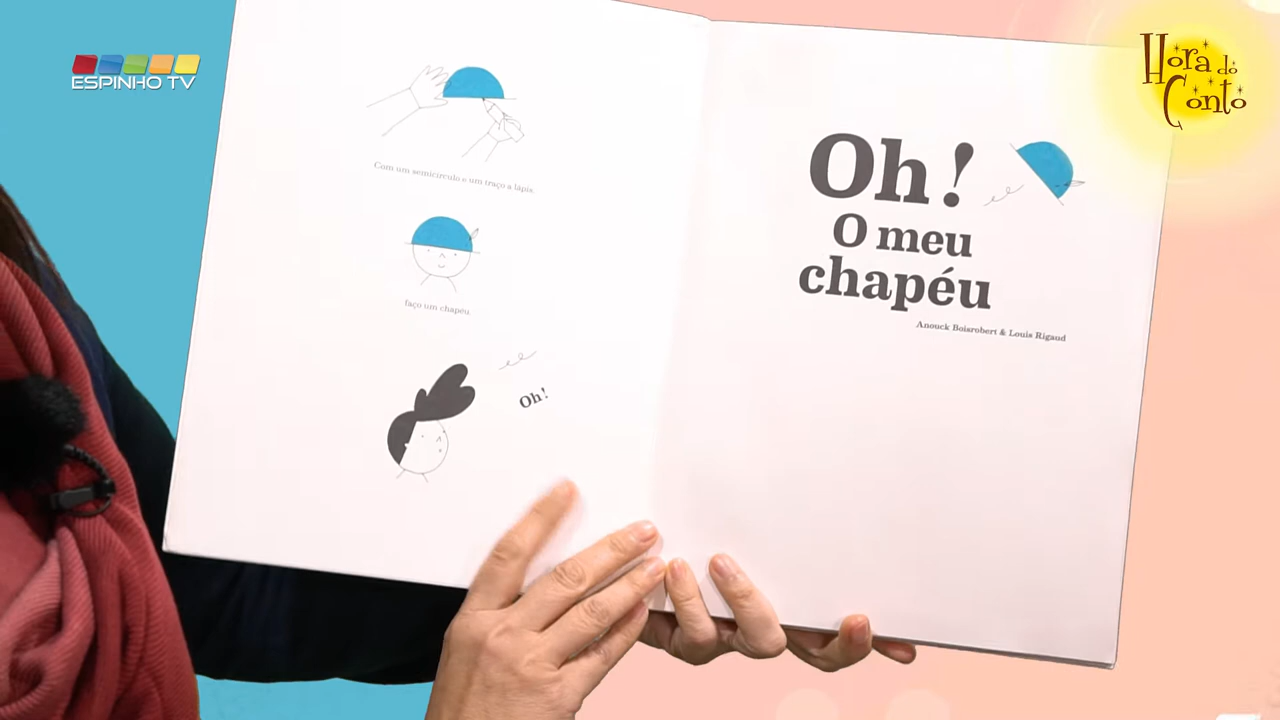 ESPINHO TV
Hora do
Conto
Com um semicírculo e um traço a lápis,
faço um chapéu.
Oh!
Oh!
O meu
chapéu
Anouck Boisrobert & Louis Rigaud